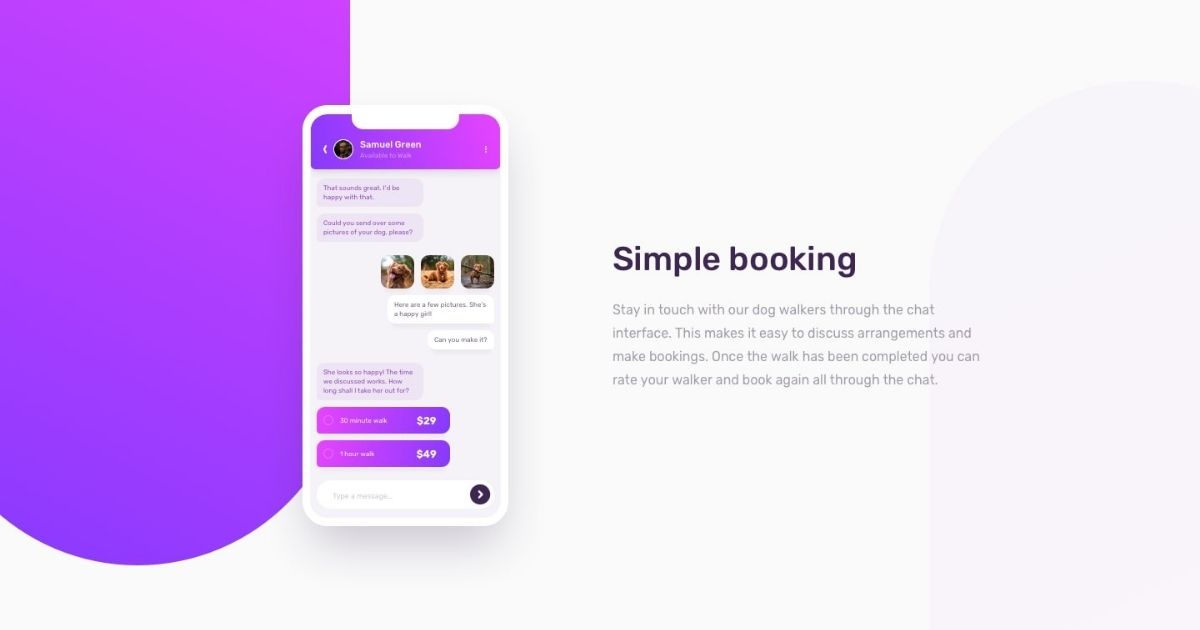 Samuel Green
Available to Walk
That sounds great. I'd be
happy with that.
Could you send over some
pictures of your dog, please?
Here are a few pictures. She's
a happy girl!
Can you make it?
She looks so happy! The time
we discussed works. How
long shall I take her out for?
30 minute walk $29
1 hour walk $49
Type a message...
Simple booking
Stay in touch with our dog walkers through the chat
interface. This makes it easy to discuss arrangements and
make bookings. Once the walk has been completed you can
rate your walker and book again all through the chat.